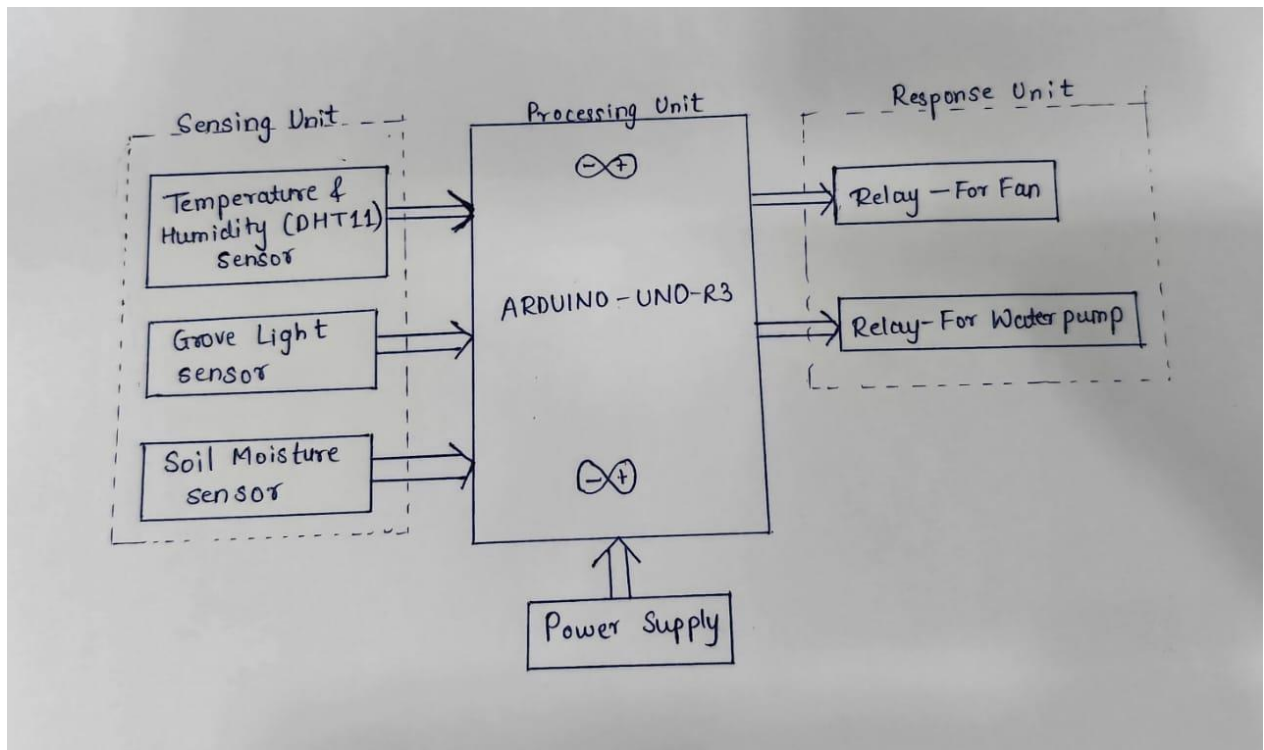 Sensing Unit
Temperature &
Humidity (DHT11)
sensor
Grove Light
sensor
Soil Moisture
sensor
Processing Unit
- +
ARDUINO-UNO-R3
- +
Power Supply
Response Unit
Relay - For Fan
Relay - For Water pump